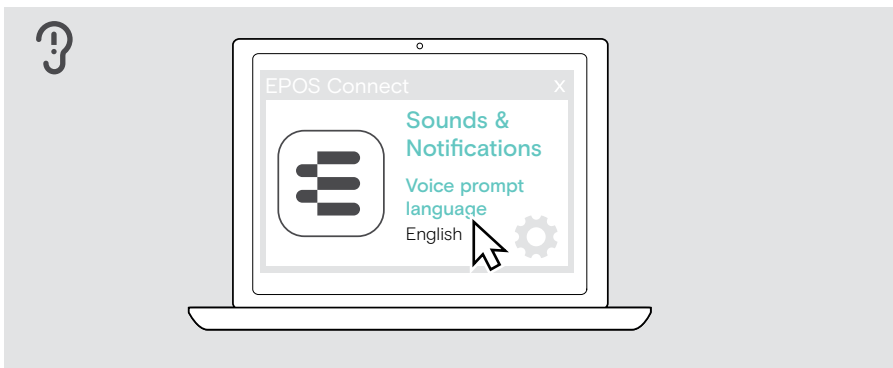 EPOS Connect X
Sounds &
Notifications
Voice prompt
language
English